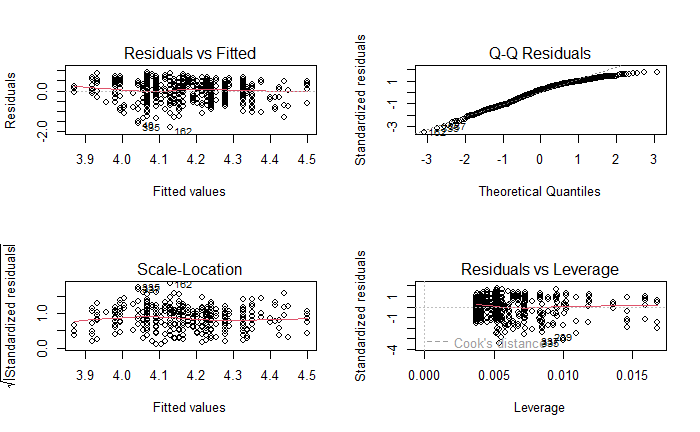 Residuals vs Fitted
Residuals
0.0
-2.0
162
3.9 4.0 4.1 4.2 4.3 4.4 4.5
Fitted values
Q-Q Residuals
Standardized residuals
1
-1
-3
-3 -2 -1 0 1 2 3
Theoretical Quantiles
Scale-Location
√|Standardized residuals|
1.0
0.0
162
3.9 4.0 4.1 4.2 4.3 4.4 4.5
Fitted values
Residuals vs Leverage
Standardized residuals
1
-1
-4
Cook's distance
0.000 0.005 0.010 0.015
Leverage